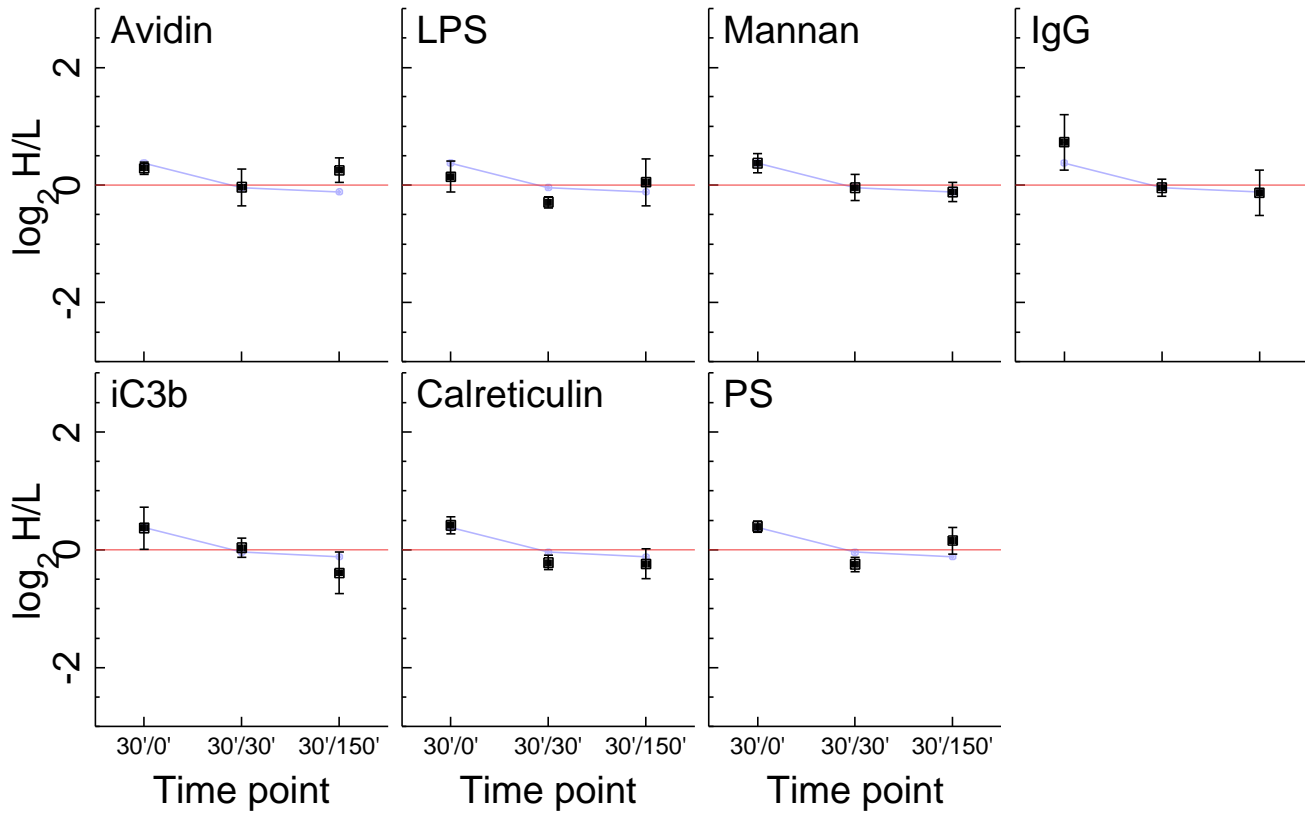 Avidin LPS Mannan IgG
2
0
-2
log2 H/L
iC3b Calreticulin PS
2
0
-2
log2 H/L
30'/0' 30'/30' 30'/150' 30'/0' 30'/30' 30'/150' 30'/0' 30'/30' 30'/150'
Time point Time point Time point